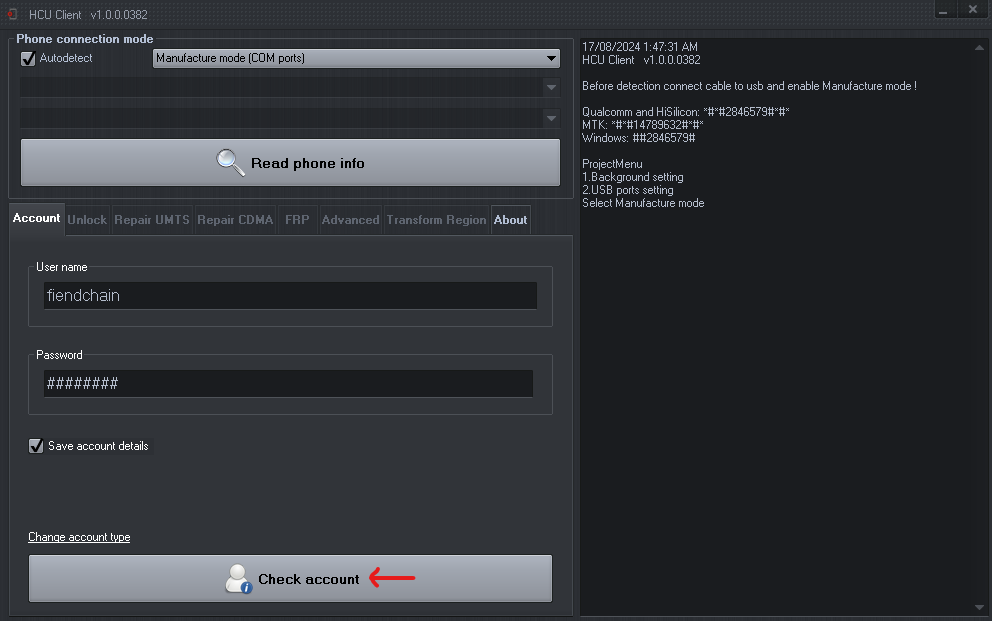 HCU Client v1.0.0.0382
Phone connection mode
Autodetect
Manufacture mode (COM ports)
Read phone info
Account Unlock Repair UMTS Repair CDMA FRP Advanced Transform Region About
User name
fiendchain
Password
########
Save account details
Change account type
Check account
17/08/2024 1:47:31 AM
HCU Client v1.0.0.0382
Before detection connect cable to usb and enable Manufacture mode !
Qualcomm and HiSilicon: *#*#2846579#*#*
MTK: *#*#14789632#*#*
Windows: ##2846579#
ProjectMenu
1.Background setting
2.USB ports setting
Select Manufacture mode